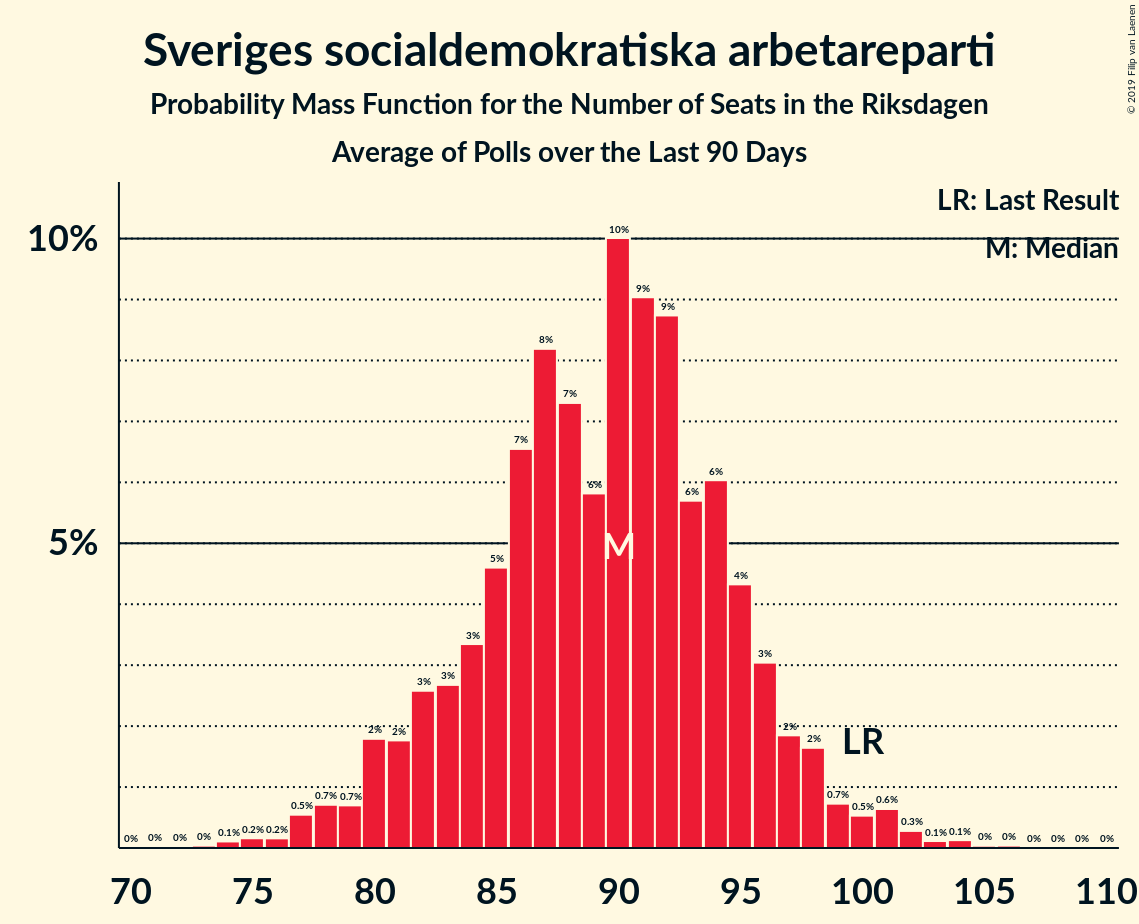 Sveriges socialdemokratiska arbetareparti
Probability Mass Function for the Number of Seats in the Riksdagen
Average of Polls over the Last 90 Days
© 2019 Filip van Laenen
LR: Last Result
M: Median
10%
5%
0% 0% 0% 0% 0.1% 0.2% 0.2% 0.5% 0.7% 0.7% 2% 2% 3% 3% 3% 5% 7% 8% 7% 6% 10% 9% 9% 6% 6% 4% 3% 2% 2% 0.7% 0.5% 0.6% 0.3% 0.1% 0.1% 0% 0% 0% 0% 0% 0%
M
LR
70 75 80 85 90 95 100 105 110